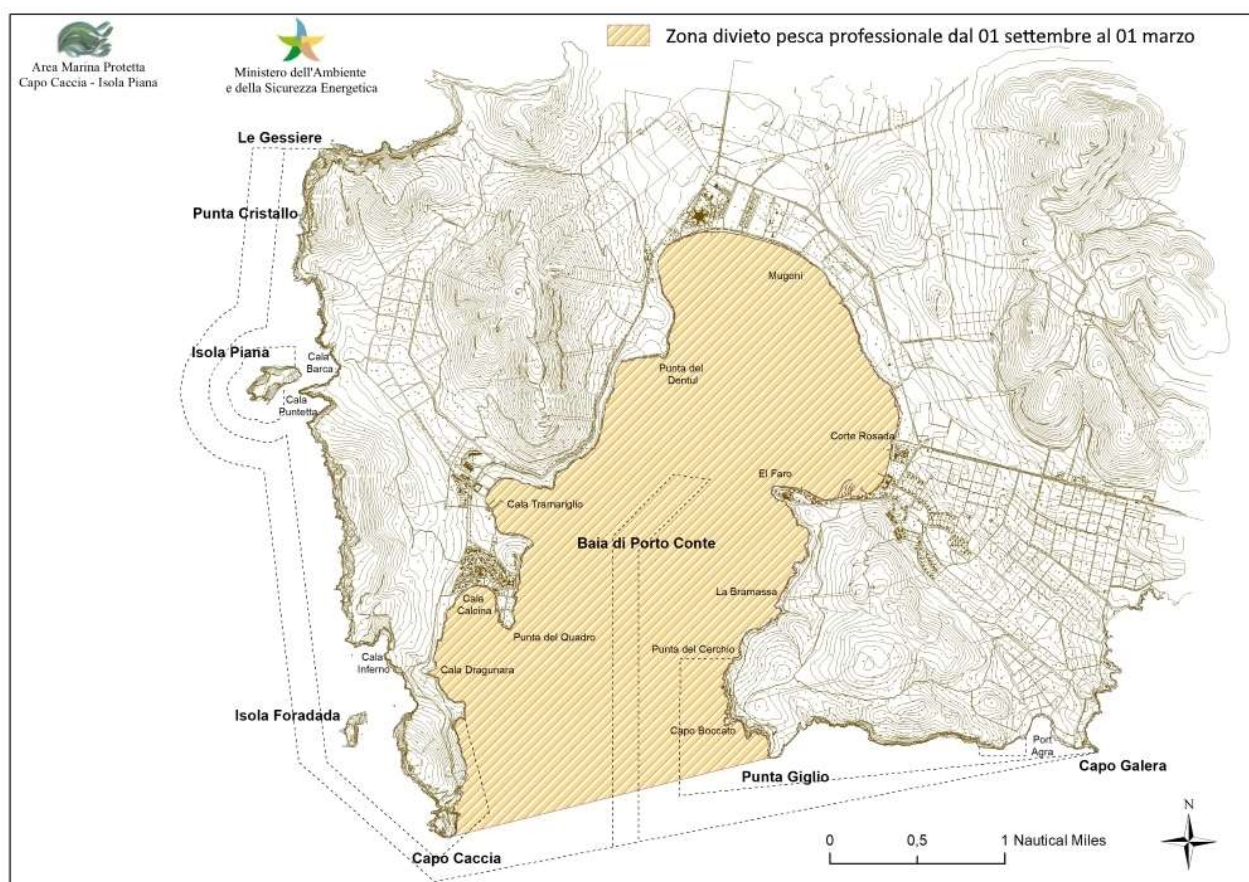 Area Marina Protetta
Capo Caccia - Isola Piana
Ministero dell'Ambiente
e della Sicurezza Energetica
Zona divieto pesca professionale dal 01 settembre al 01 marzo
Le Gessiere
Punta Cristallo
Mugoni
Isola Piana
Cala
Barca
Punta del
Dentul
Cala
Puntetta
Corte Rosada
El Faro
Cala Tramariglio
Baia di Porto Conte
La Bramassa
Cala
Calcina
Punta del Quadro
Punta del Cerchio
Cala
Inferno
Cala Dragunara
Isola Foradada
Capo Boccato
Port
Agra
Punta Giglio
Capo Galera
N
0 0,5 1 Nautical Miles
Capo Caccia